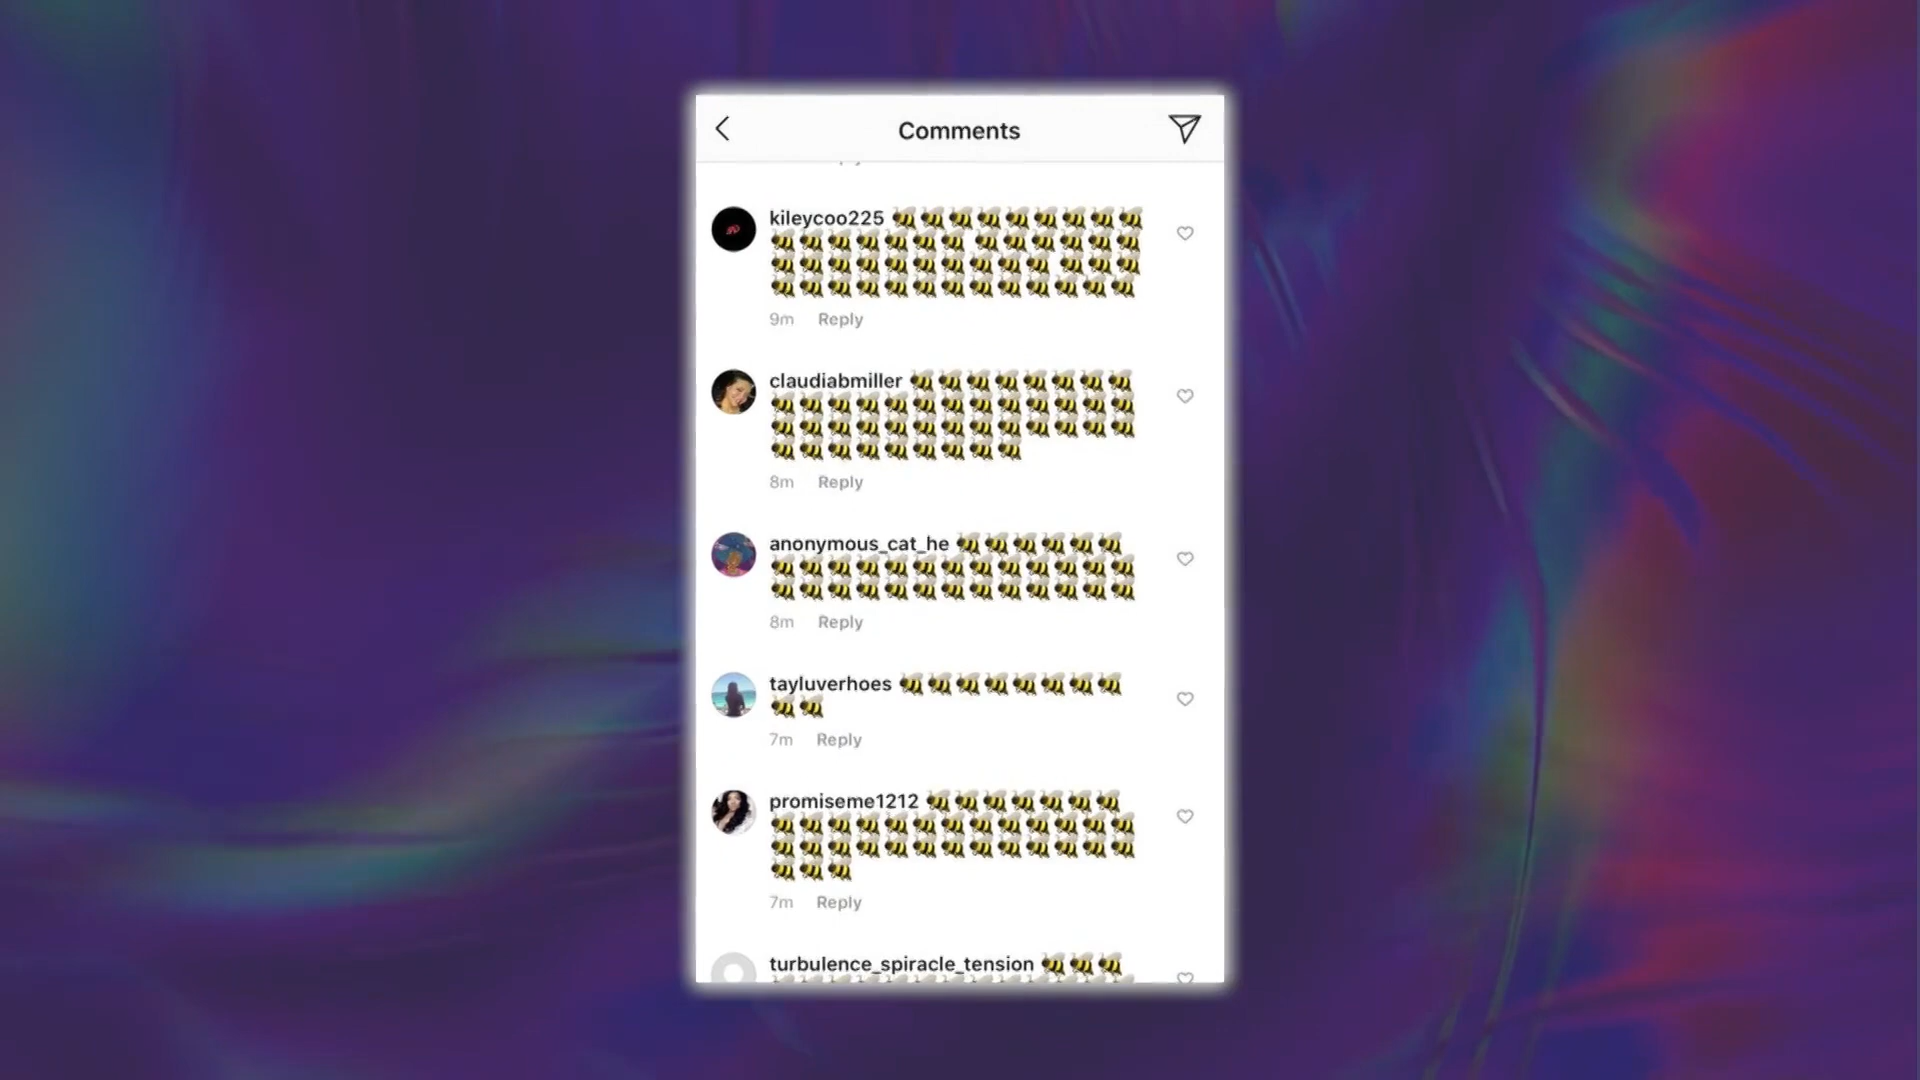 Comments
kileycoo225 🐝🐝🐝🐝🐝🐝🐝🐝🐝
🐝🐝🐝🐝🐝🐝🐝🐝🐝🐝🐝🐝🐝
🐝🐝🐝🐝🐝🐝🐝🐝🐝🐝🐝🐝🐝
🐝🐝🐝🐝🐝🐝🐝🐝🐝🐝🐝🐝🐝
9m Reply
claudiabmiller 🐝🐝🐝🐝🐝🐝🐝🐝
🐝🐝🐝🐝🐝🐝🐝🐝🐝🐝🐝🐝🐝
🐝🐝🐝🐝🐝🐝🐝🐝🐝🐝🐝🐝🐝
🐝🐝🐝🐝🐝🐝🐝🐝🐝
8m Reply
anonymous_cat_he 🐝🐝🐝🐝🐝🐝
🐝🐝🐝🐝🐝🐝🐝🐝🐝🐝🐝🐝🐝
🐝🐝🐝🐝🐝🐝🐝🐝🐝🐝🐝🐝🐝
8m Reply
tayluverhoes 🐝🐝🐝🐝🐝🐝🐝🐝
🐝🐝
7m Reply
promiseme1212 🐝🐝🐝🐝🐝🐝🐝
🐝🐝🐝🐝🐝🐝🐝🐝🐝🐝🐝🐝🐝
🐝🐝🐝🐝🐝🐝🐝🐝🐝🐝🐝🐝🐝
🐝🐝🐝
7m Reply
turbulence_spiracle_tension 🐝🐝🐝